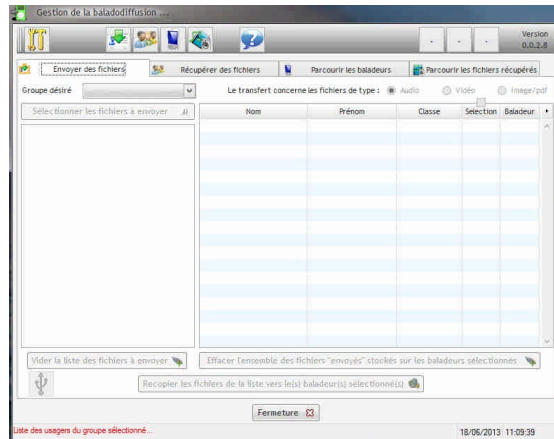 Gestion de la baladodiffusion ...
Version
0.0.2.8
Envoyer des fichiers
Récupérer des fichiers
Parcourir les baladeurs
Parcourir les fichiers récupérés
Groupe désiré
Le transfert concerne les fichiers de type :
Audio
Vidéo
Image/pdf
Sélectionner les fichiers à envoyer
Nom
Prénom
Classe
Selection
Baladeur
Vider la liste des fichiers à envoyer
Effacer l'ensemble des fichiers "envoyés" stockés sur les baladeurs sélectionnés
Recopier les fichiers de la liste vers le(s) baladeur(s) sélectionné(s)
Fermeture
Liste des usagers du groupe sélectionné ...
18/06/2013 11:09:39